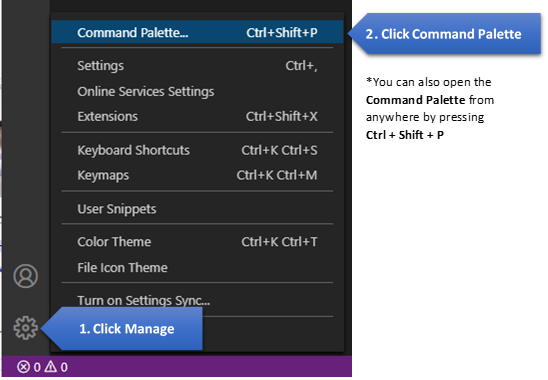 Command Palette... Ctrl+Shift+P
2. Click Command Palette
Settings Ctrl+,
Online Services Settings
Extensions Ctrl+Shift+X
Keyboard Shortcuts Ctrl+K Ctrl+S
Keymaps Ctrl+K Ctrl+M
User Snippets
Color Theme Ctrl+K Ctrl+T
File Icon Theme
Turn on Settings Sync...
1. Click Manage
0 0
*You can also open the
Command Palette from
anywhere by pressing
Ctrl + Shift + P